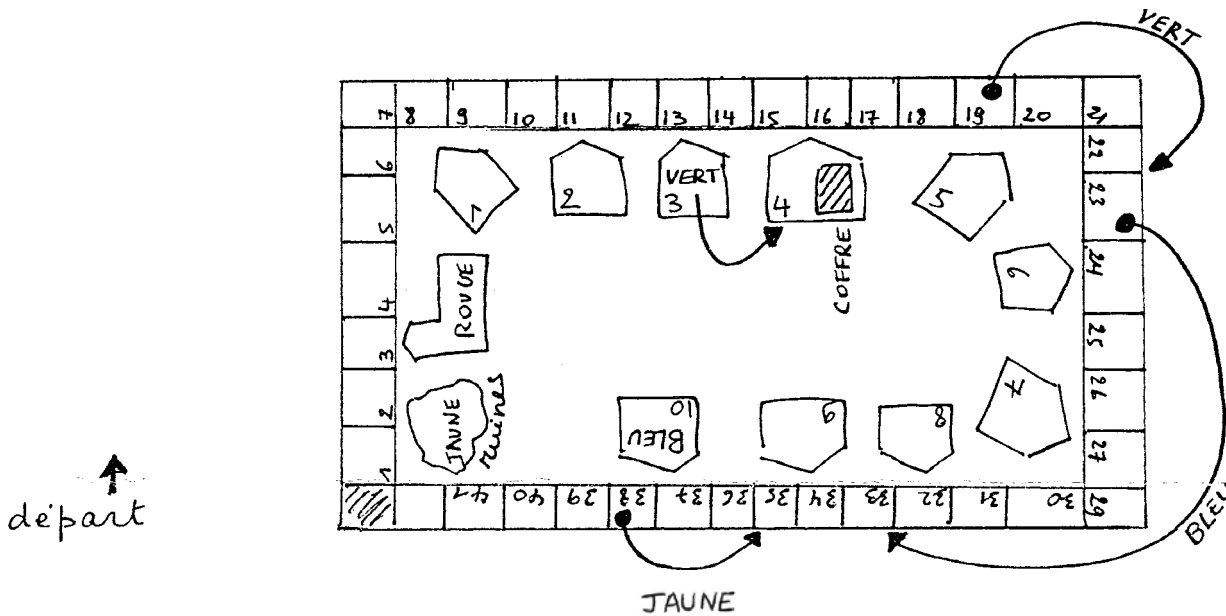 VERT
7 8 9 10 11 12 13 14 15 16 17 18 19 20 21
6 22
1 2 VERT 4 5
3
23
5
COFFRE
24
6
ROUGE
4
25
3
26
7
2 JAUNE
ruines
10 9 8
BLEU
27
1
41 40 39 38 37 36 35 34 33 32 31 30 29
départ
BLEU
JAUNE